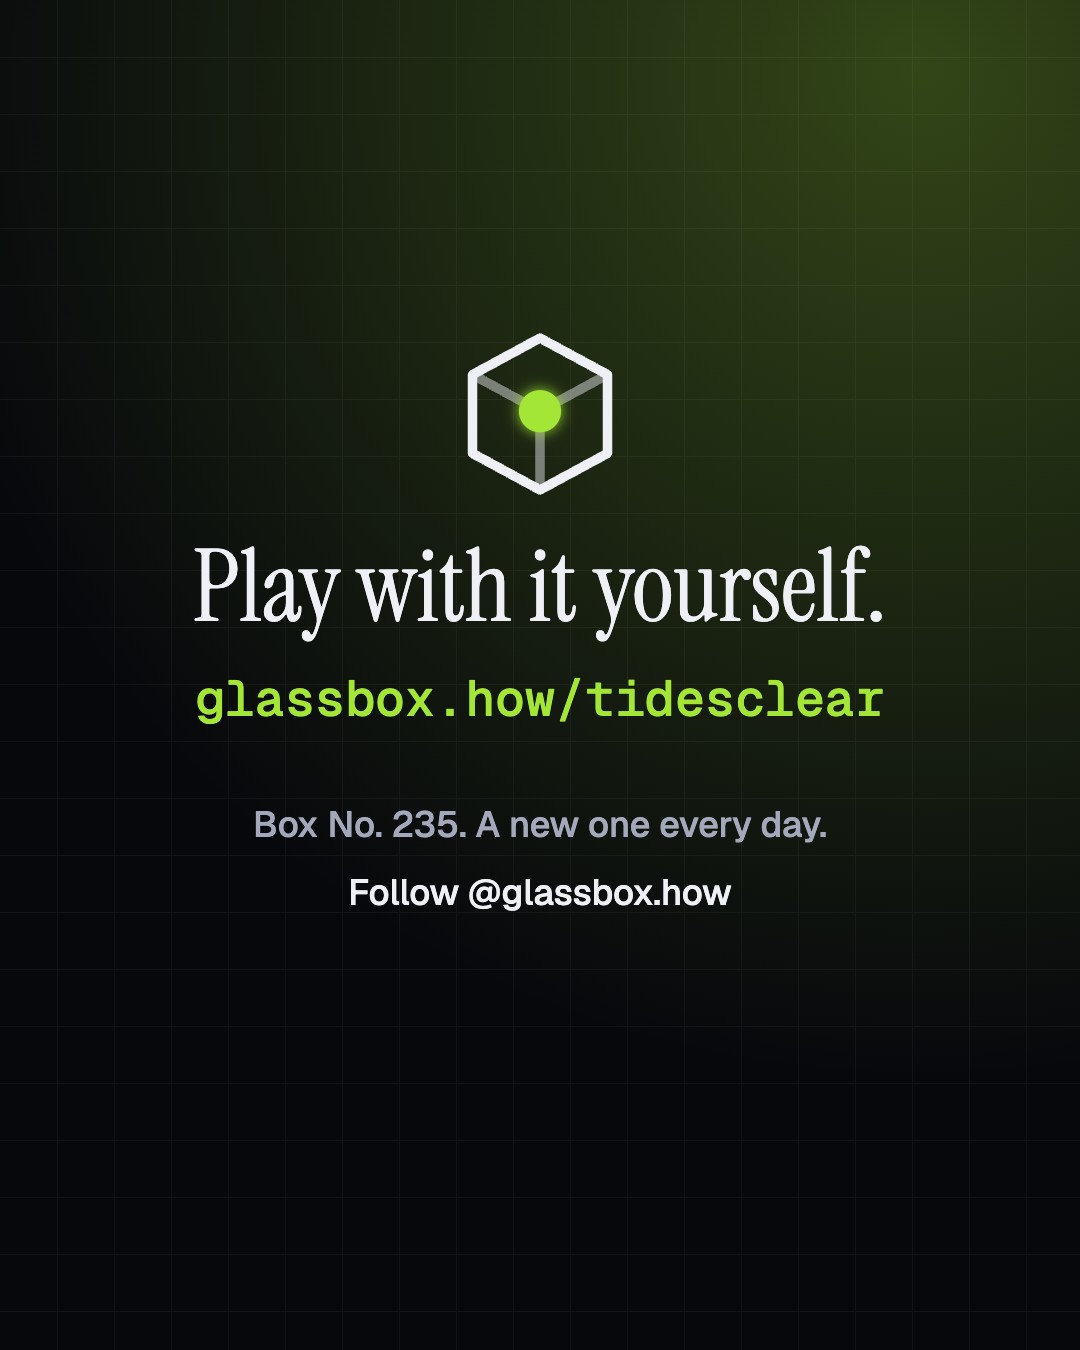 Play with it yourself.
glassbox.how/tidesclear
Box No. 235. A new one every day.
Follow @glassbox.how